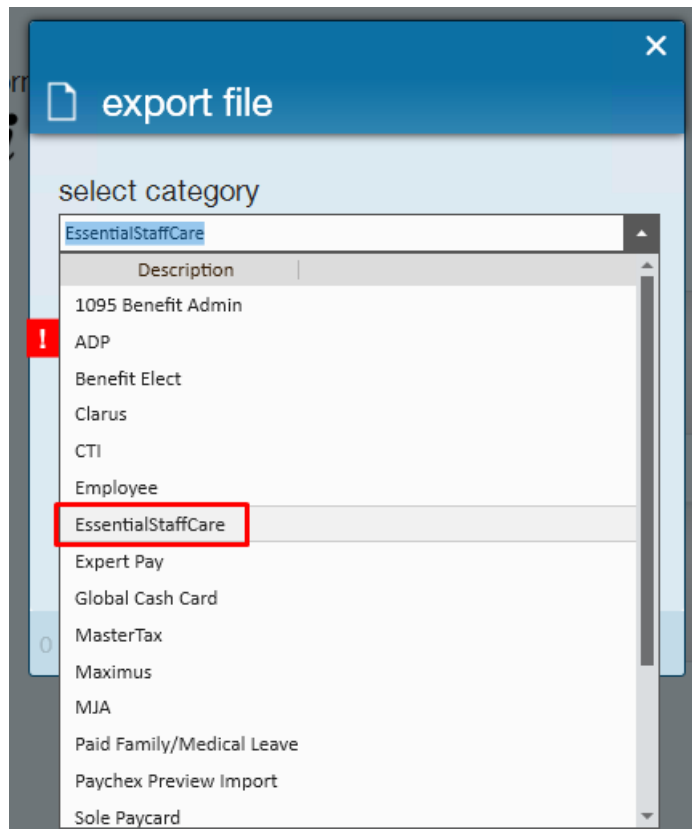 export file
select category
EssentialStaffCare
Description
1095 Benefit Admin
!
ADP
Benefit Elect
Clarus
CTI
Employee
EssentialStaffCare
Expert Pay
Global Cash Card
0
MasterTax
Maximus
MJA
Paid Family/Medical Leave
Paychex Preview Import
Sole Paycard